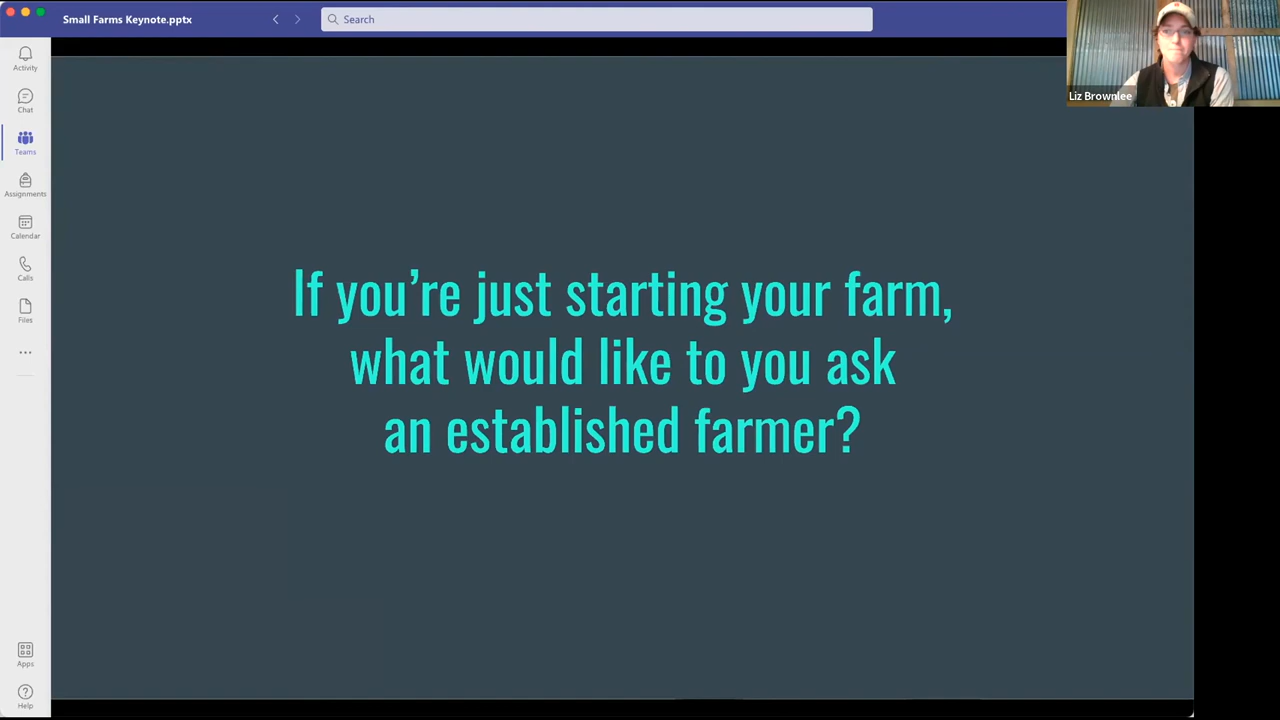 Small Farms Keynote.pptx
Search
Activity
Chat
Teams
Assignments
Calendar
Calls
Files
Apps
Help
Liz Brownlee
If you’re just starting your farm,
what would like to you ask
an established farmer?